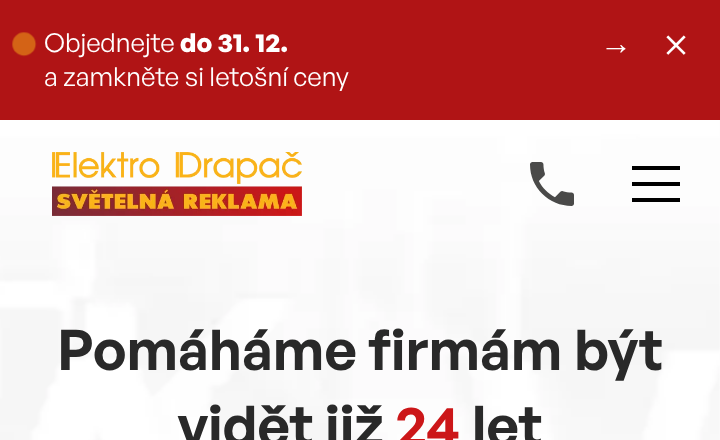 Objednejte do 31. 12.
a zamkněte si letošní ceny
→
Elektro Drapač
SVĚTELNÁ REKLAMA
Pomáháme firmám být
vidět již 24 let